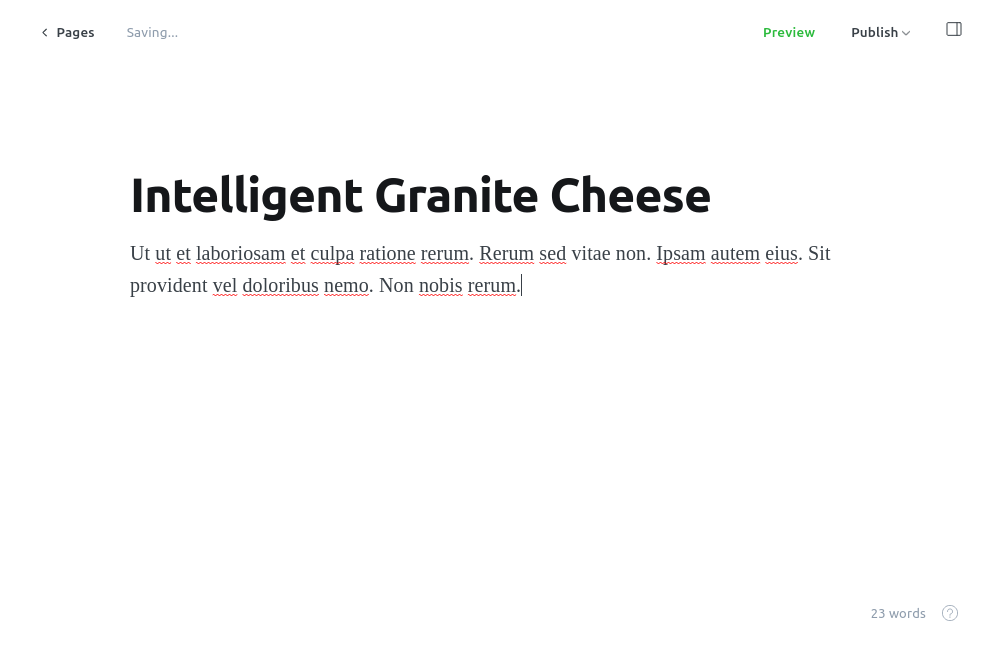 Pages Saving... Preview Publish
Intelligent Granite Cheese
Ut ut et laboriosam et culpa ratione rerum. Rerum sed vitae non. Ipsam autem eius. Sit
provident vel doloribus nemo. Non nobis rerum.
23 words ?